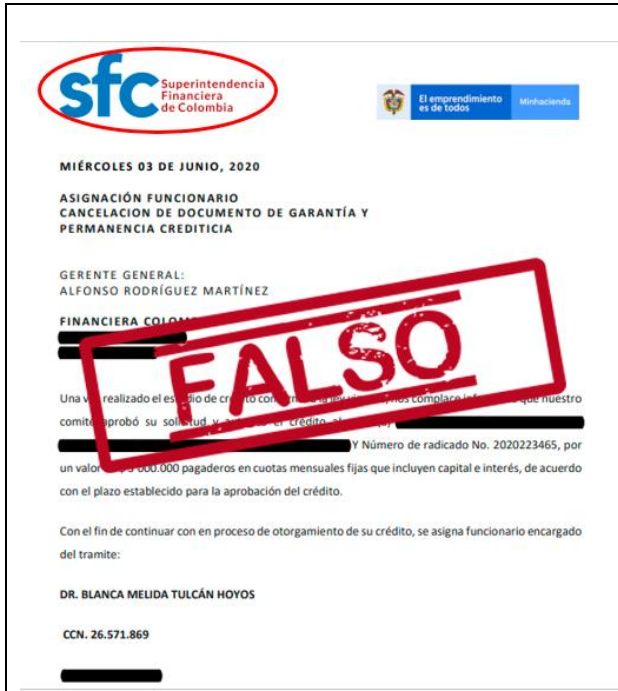 sfc Superintendencia
Financiera
de Colombia
El emprendimiento
es de todos
Minhacienda
MIÉRCOLES 03 DE JUNIO, 2020
ASIGNACIÓN FUNCIONARIO
CANCELACION DE DOCUMENTO DE GARANTÍA Y
PERMANENCIA CREDITICIA
GERENTE GENERAL:
ALFONSO RODRÍGUEZ MARTÍNEZ
FINANCIERA
FALSO
Una realizado el de nos complace que nuestro
comité aprobó su y el crédito
Y Número de radicado No. 2020223465, por
un valor 000.000 pagaderos en cuotas mensuales fijas que incluyen capital e interés, de acuerdo
con el plazo establecido para la aprobación del crédito.
Con el fin de continuar con en proceso de otorgamiento de su crédito, se asigna funcionario encargado
del tramite:
DR. BLANCA MELIDA TULCÁN HOYOS
CCN. 26.571.869